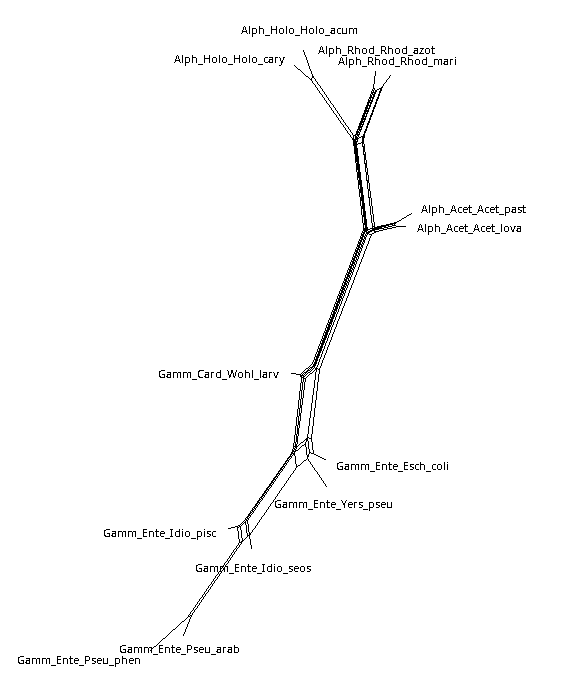 Alph_Holo_Holo_acum
Alph_Rhod_Rhod_azot
Alph_Holo_Holo_cary
Alph_Rhod_Rhod_mari
Alph_Acet_Acet_past
Alph_Acet_Acet_lova
Gamm_Card_Wohl_larv
Gamm_Ente_Esch_coli
Gamm_Ente_Yers_pseu
Gamm_Ente_Idio_pisc
Gamm_Ente_Idio_seos
Gamm_Ente_Pseu_arab
Gamm_Ente_Pseu_phen